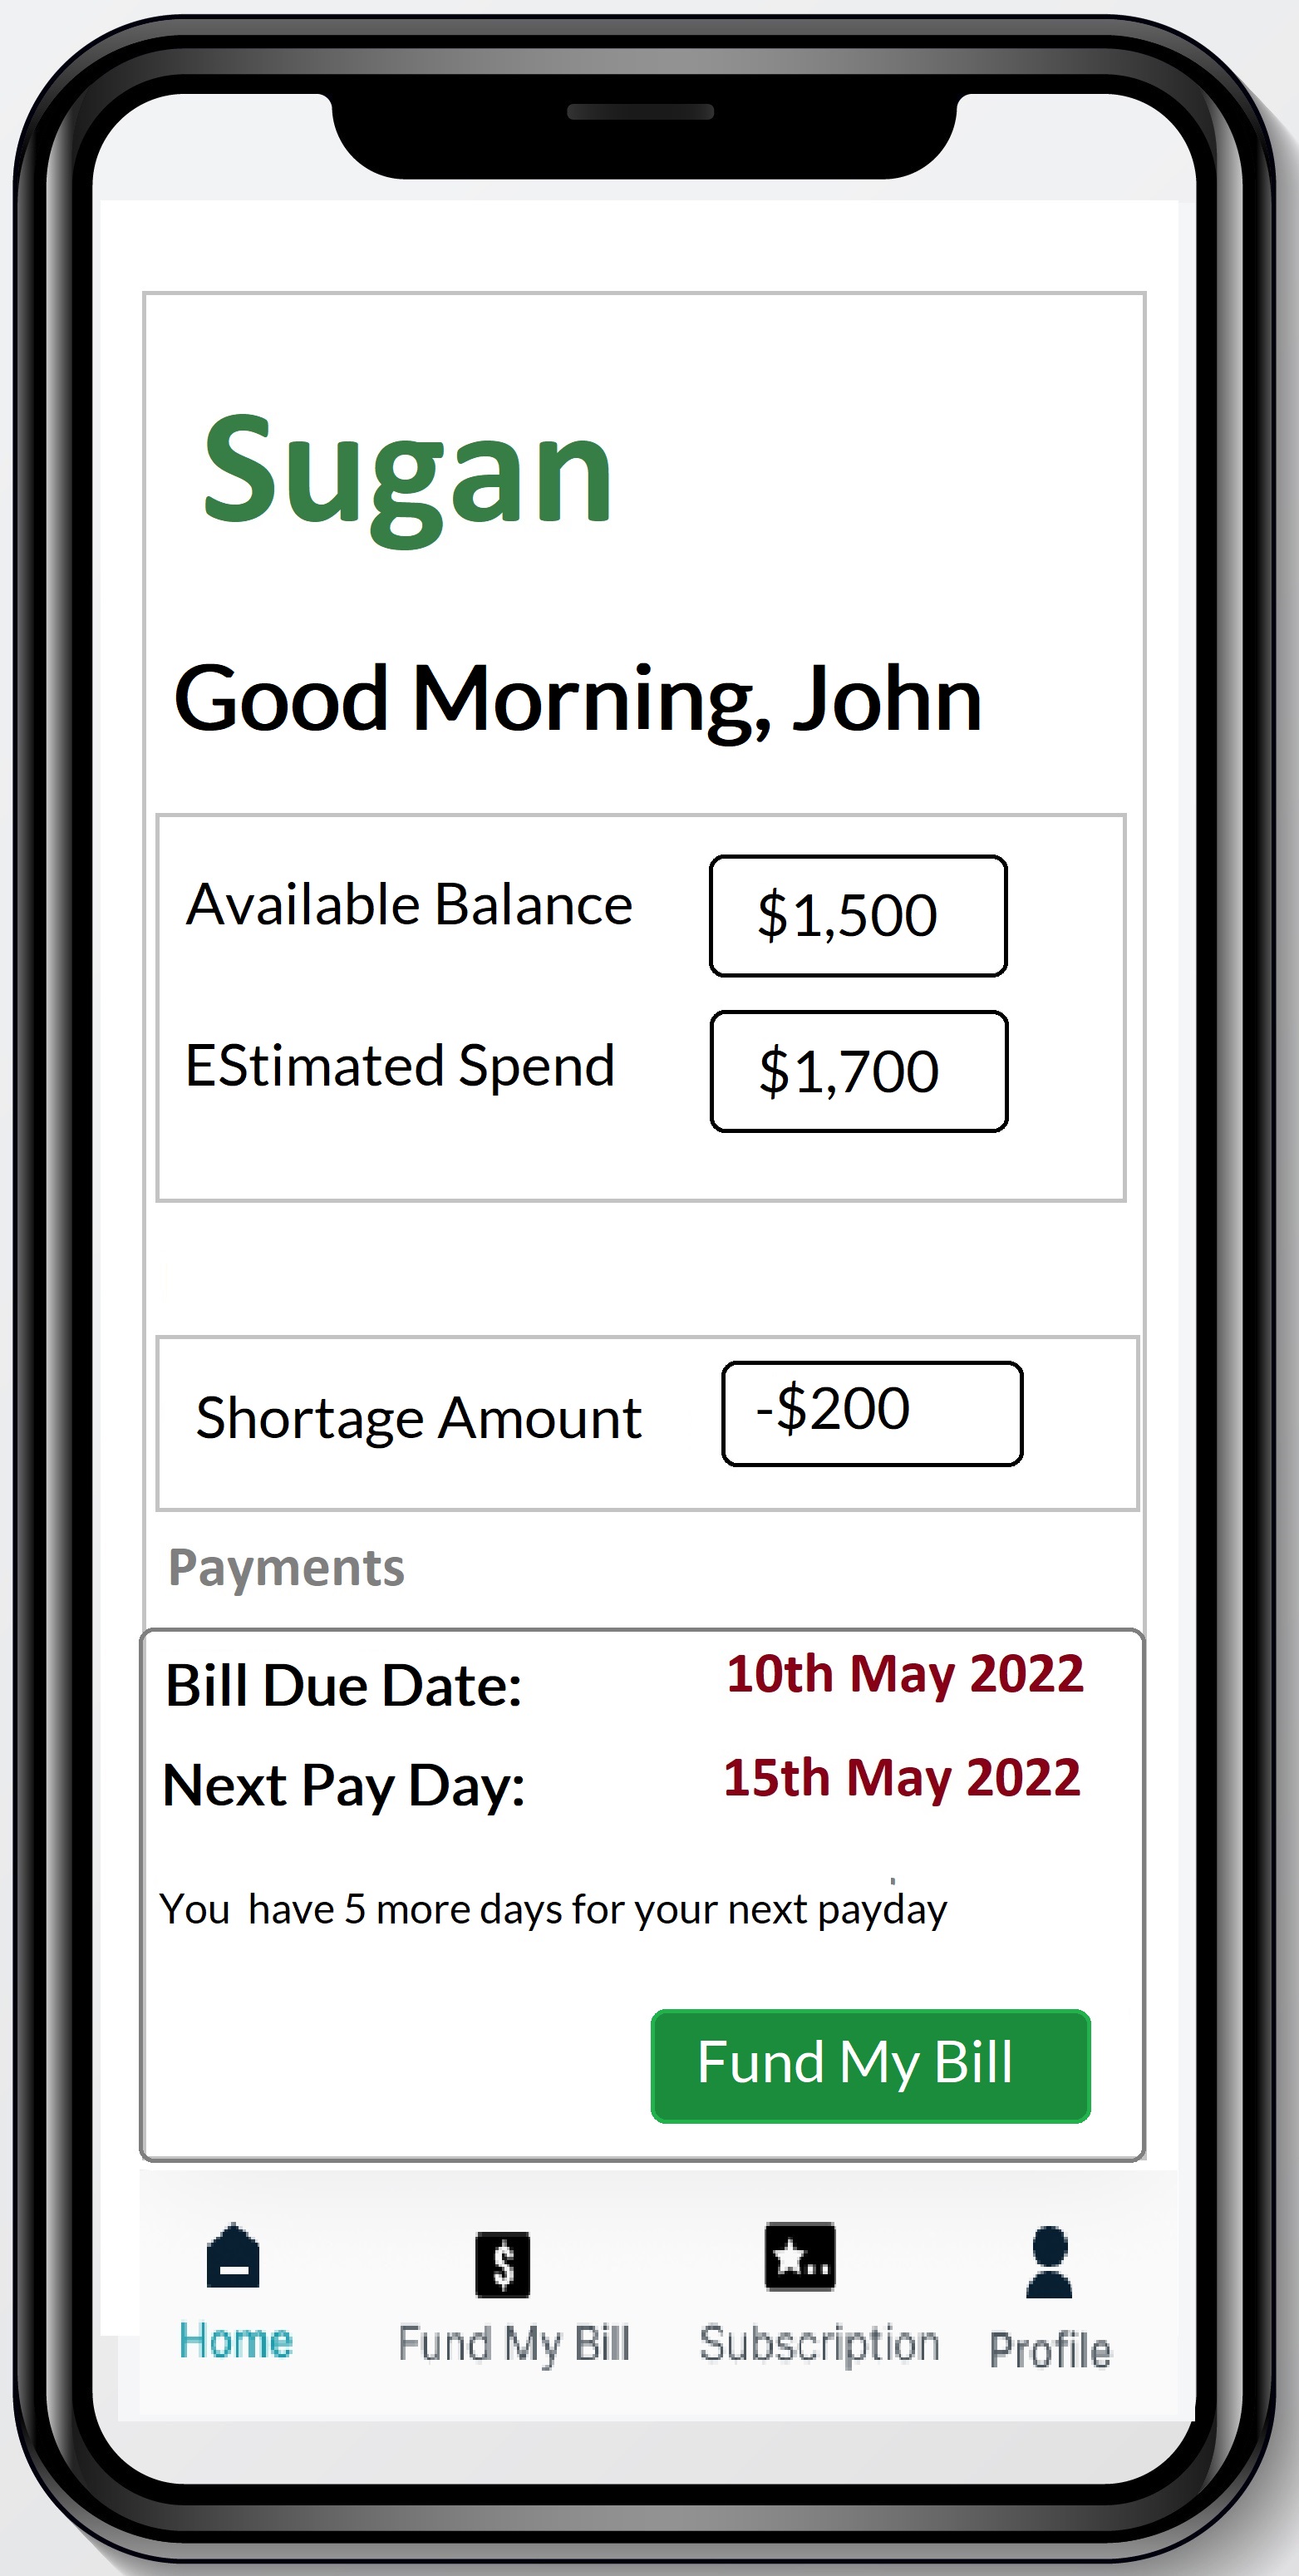 Sugan
Good Morning, John
Available Balance $1,500
EStimated Spend $1,700
Shortage Amount -$200
Payments
Bill Due Date: 10th May 2022
Next Pay Day: 15th May 2022
You have 5 more days for your next payday
Fund My Bill
$
Home Fund My Bill Subscription Profile